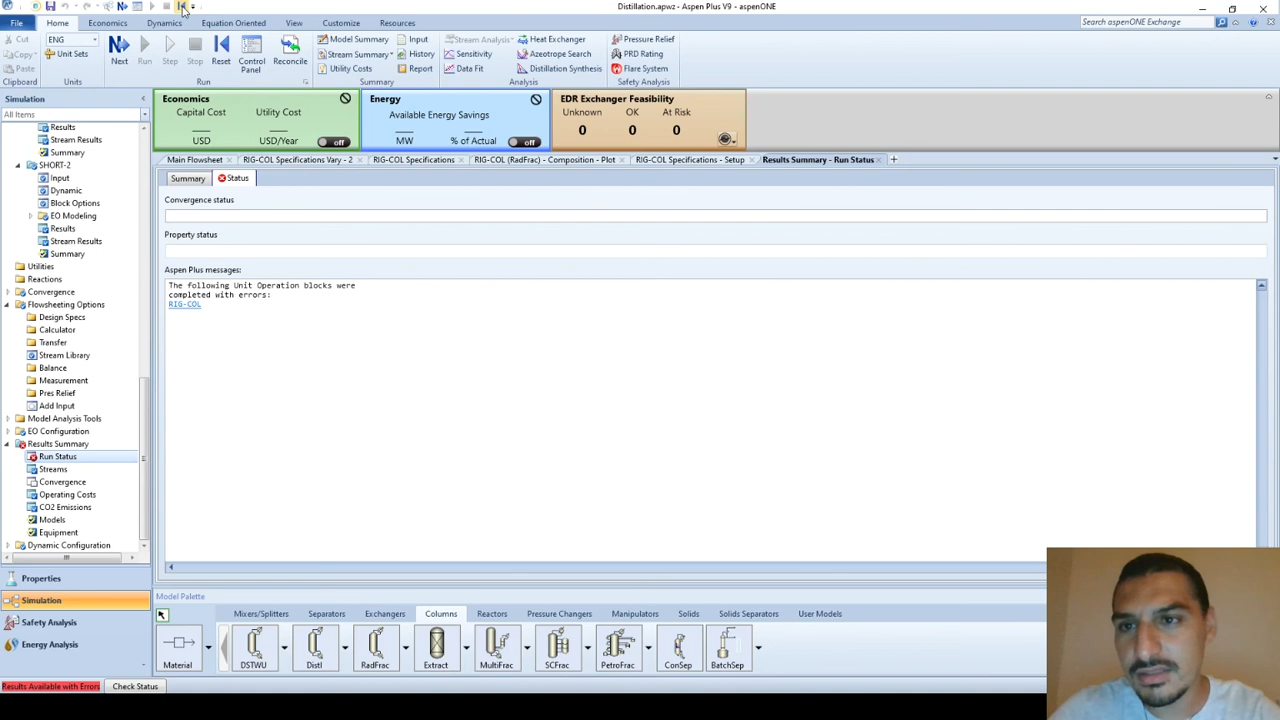 Distillation.apwz - Aspen Plus V9 - aspenONE
File Home Economics Dynamics Equation Oriented View Customize Resources Search aspenONE Exchange
Cut ENG Model Summary Input Stream Analysis Heat Exchanger Pressure Relief
Copy Unit Sets Next Run Step Stop Reset Control Panel Reconcile Stream Summary History Sensitivity Azeotrope Search PRD Rating
Paste Utility Costs Report Data Fit Distillation Synthesis Flare System
Clipboard Units Run Summary Analysis Safety Analysis
Simulation
All Items
Economics
Capital Cost Utility Cost
USD USD/Year off
Energy
Available Energy Savings
MW % of Actual off
EDR Exchanger Feasibility
Unknown OK At Risk
0 0 0
Main Flowsheet RIG-COL Specifications Vary - 2 RIG-COL Specifications RIG-COL (RadFrac) - Composition - Plot RIG-COL Specifications - Setup Results Summary - Run Status
Results
Stream Results
Summary
SHORT-2
Input
Dynamic
Block Options
EO Modeling
Results
Stream Results
Summary
Utilities
Reactions
Convergence
Flowsheeting Options
Design Specs
Calculator
Transfer
Stream Library
Balance
Measurement
Pres Relief
Add Input
Model Analysis Tools
EO Configuration
Results Summary
Run Status
Streams
Convergence
Operating Costs
CO2 Emissions
Models
Equipment
Dynamic Configuration
Properties
Simulation
Safety Analysis
Energy Analysis
Summary Status
Convergence status
Property status
Aspen Plus messages:
The following Unit Operation blocks were
completed with errors:
RIG-COL
Model Palette
Mixers/Splitters Separators Exchangers Columns Reactors Pressure Changers Manipulators Solids Solids Separators User Models
Material DSTWU Distl RadFrac Extract MultiFrac SCFrac PetroFrac ConSep BatchSep
Results Available with Errors Check Status